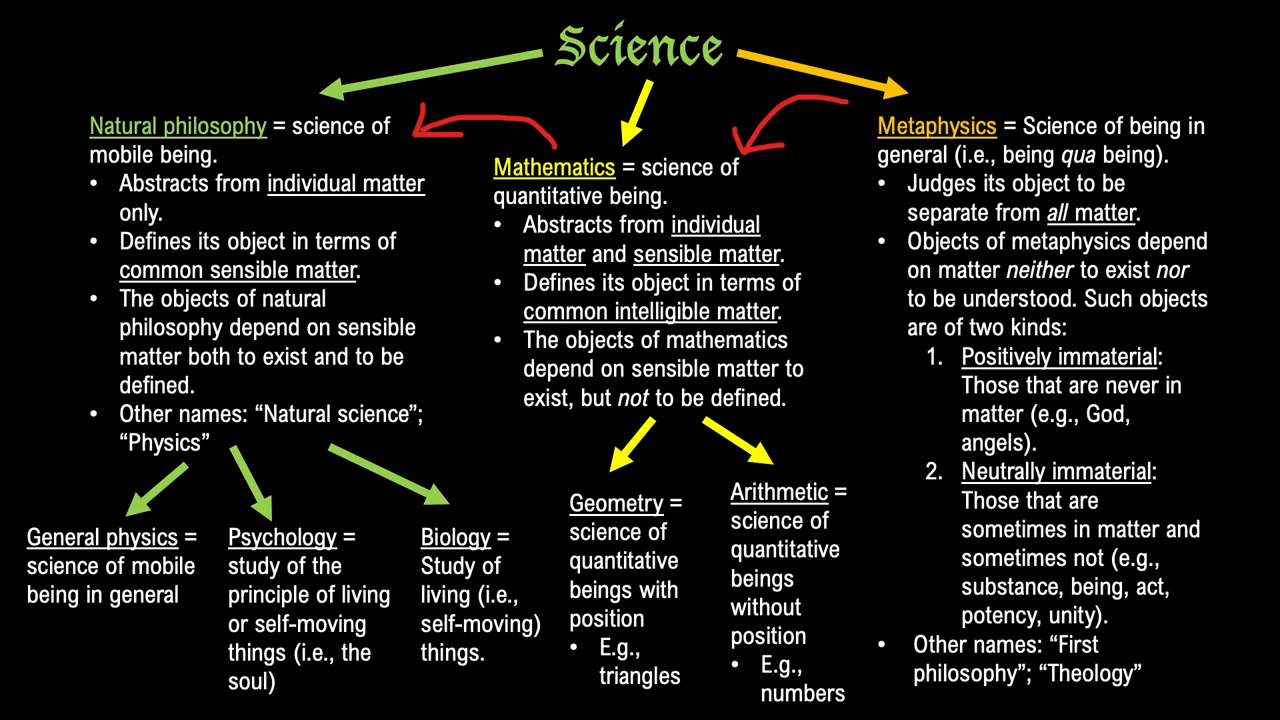 Science
Natural philosophy = science of
mobile being.
• Abstracts from individual matter
only.
• Defines its object in terms of
common sensible matter.
• The objects of natural
philosophy depend on sensible
matter both to exist and to be
defined.
• Other names: “Natural science”;
“Physics”
General physics =
science of mobile
being in general
Psychology =
study of the
principle of living
or self-moving
things (i.e., the
soul)
Biology =
Study of
living (i.e.,
self-moving)
things.
Mathematics = science of
quantitative being.
• Abstracts from individual
matter and sensible matter.
• Defines its object in terms of
common intelligible matter.
• The objects of mathematics
depend on sensible matter to
exist, but not to be defined.
Geometry =
science of
quantitative
beings with
position
• E.g.,
triangles
Arithmetic =
science of
quantitative
beings
without
position
• E.g.,
numbers
Metaphysics = Science of being in
general (i.e., being qua being).
• Judges its object to be
separate from all matter.
• Objects of metaphysics depend
on matter neither to exist nor
to be understood. Such objects
are of two kinds:
1. Positively immaterial:
Those that are never in
matter (e.g., God,
angels).
2. Neutrally immaterial:
Those that are
sometimes in matter and
sometimes not (e.g.,
substance, being, act,
potency, unity).
• Other names: “First
philosophy”; “Theology”